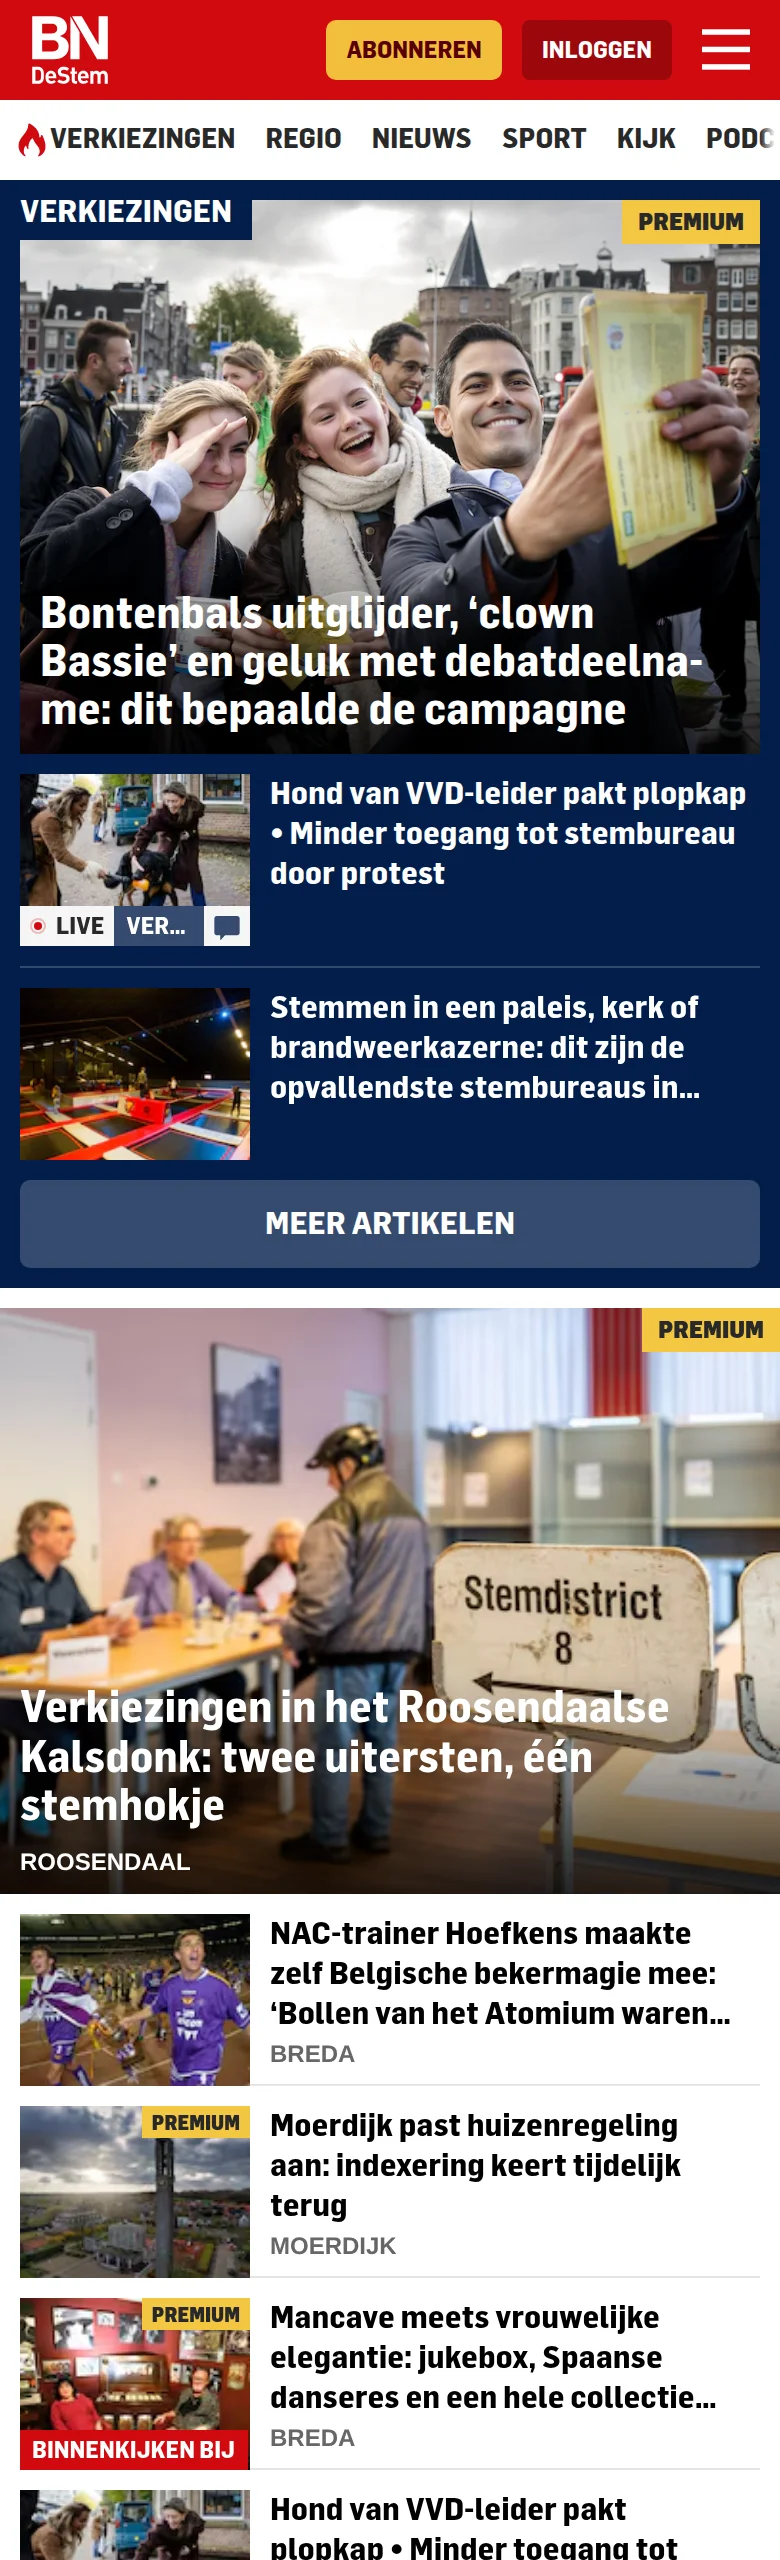 BN
DeStem
ABONNEREN
INLOGGEN
VERKIEZINGEN
REGIO
NIEUWS
SPORT
KIJK
PODC
VERKIEZINGEN
PREMIUM
Bontenbals uitglijder, ‘clown
Bassie’ en geluk met debatdeelna-
me: dit bepaalde de campagne
Hond van VVD-leider pakt plopkap
• Minder toegang tot stembureau
door protest
LIVE
VER...
Stemmen in een paleis, kerk of
brandweerkazerne: dit zijn de
opvallendste stembureaus in...
MEER ARTIKELEN
PREMIUM
Stemdistrict
8
Verkiezingen in het Roosendaalse
Kalsdonk: twee uitersten, één
stemhokje
ROOSENDAAL
NAC-trainer Hoefkens maakte
zelf Belgische bekermagie mee:
‘Bollen van het Atomium waren...
BREDA
PREMIUM
Moerdijk past huizenregeling
aan: indexering keert tijdelijk
terug
MOERDIJK
PREMIUM
BINNENKIJKEN BIJ
Mancave meets vrouwelijke
elegantie: jukebox, Spaanse
danseres en een hele collectie...
BREDA
Hond van VVD-leider pakt
plopkap • Minder toegang tot